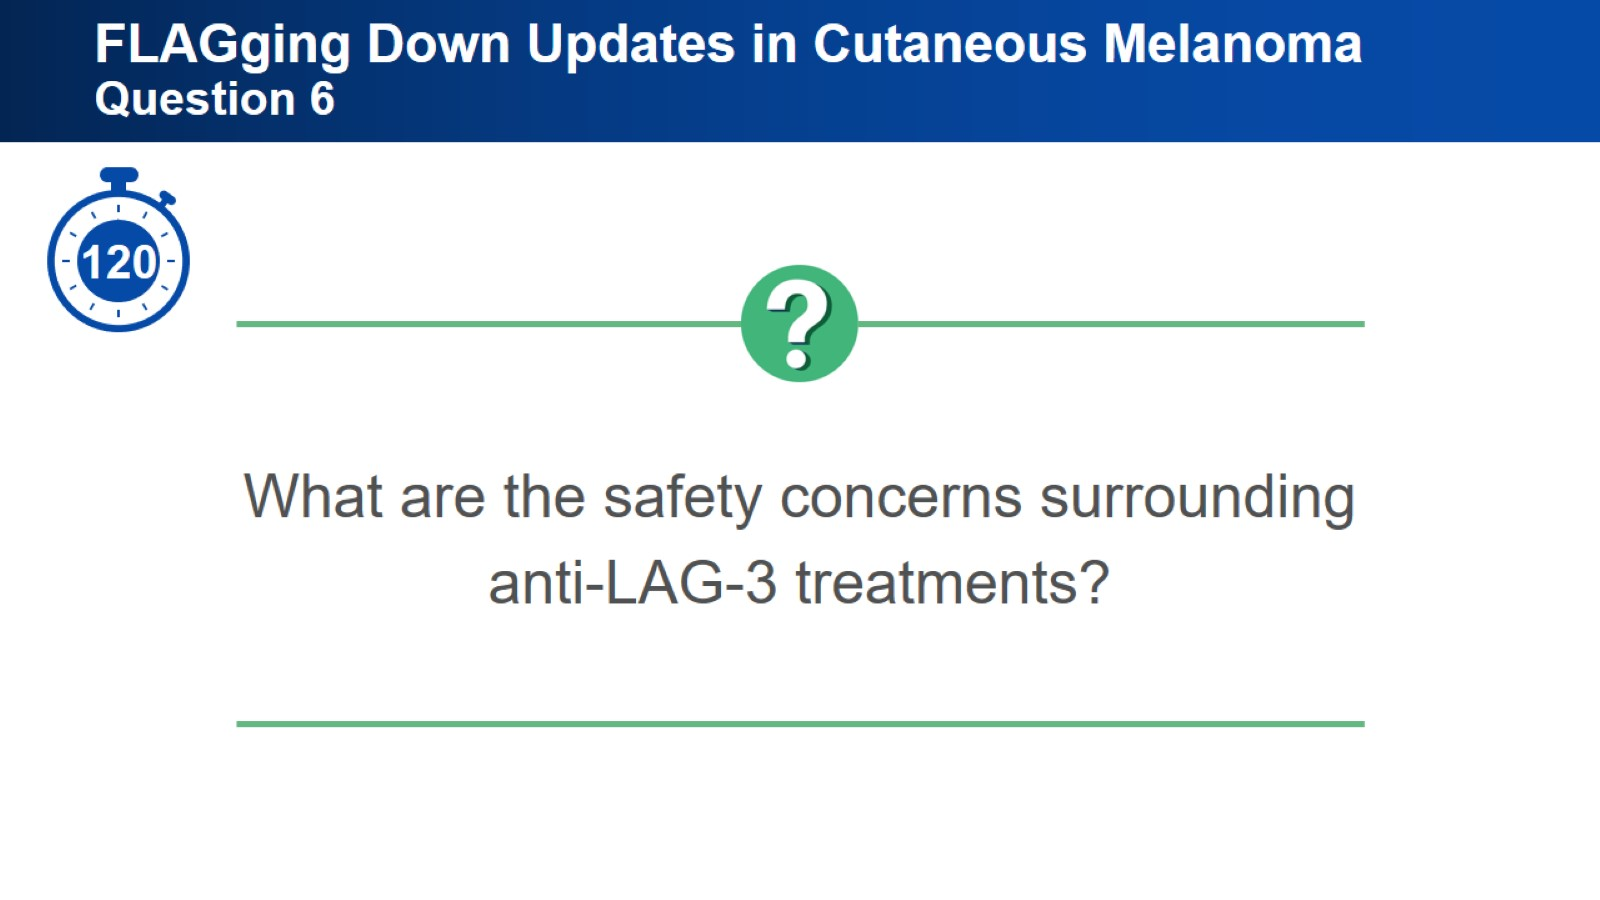 FLAGging Down Updates in Cutaneous Melanoma
Question 6
120
?
What are the safety concerns surrounding
anti-LAG-3 treatments?